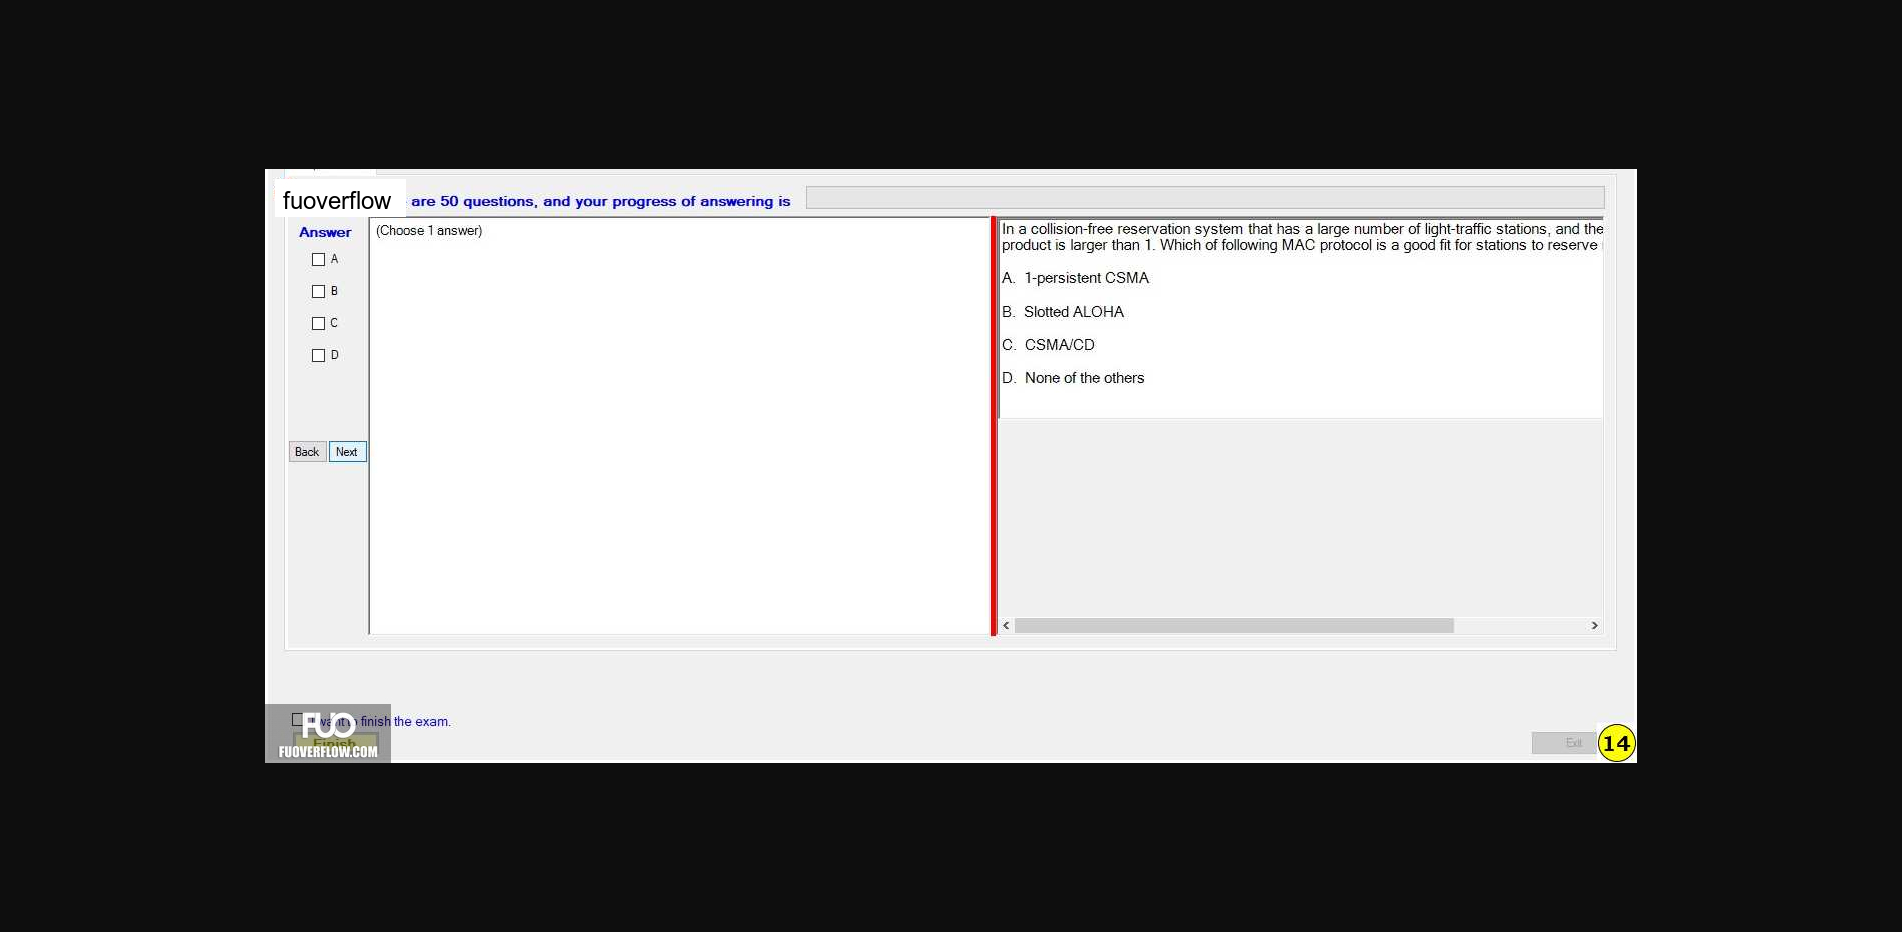 fuoverflow are 50 questions, and your progress of answering is
Answer
A
B
C
D
Back Next
(Choose 1 answer)
In a collision-free reservation system that has a large number of light-traffic stations, and the
product is larger than 1. Which of following MAC protocol is a good fit for stations to reserve
A. 1-persistent CSMA
B. Slotted ALOHA
C. CSMA/CD
D. None of the others
I want to finish the exam.
Finish
FUO
FUOVERFLOW.COM
Exit
14